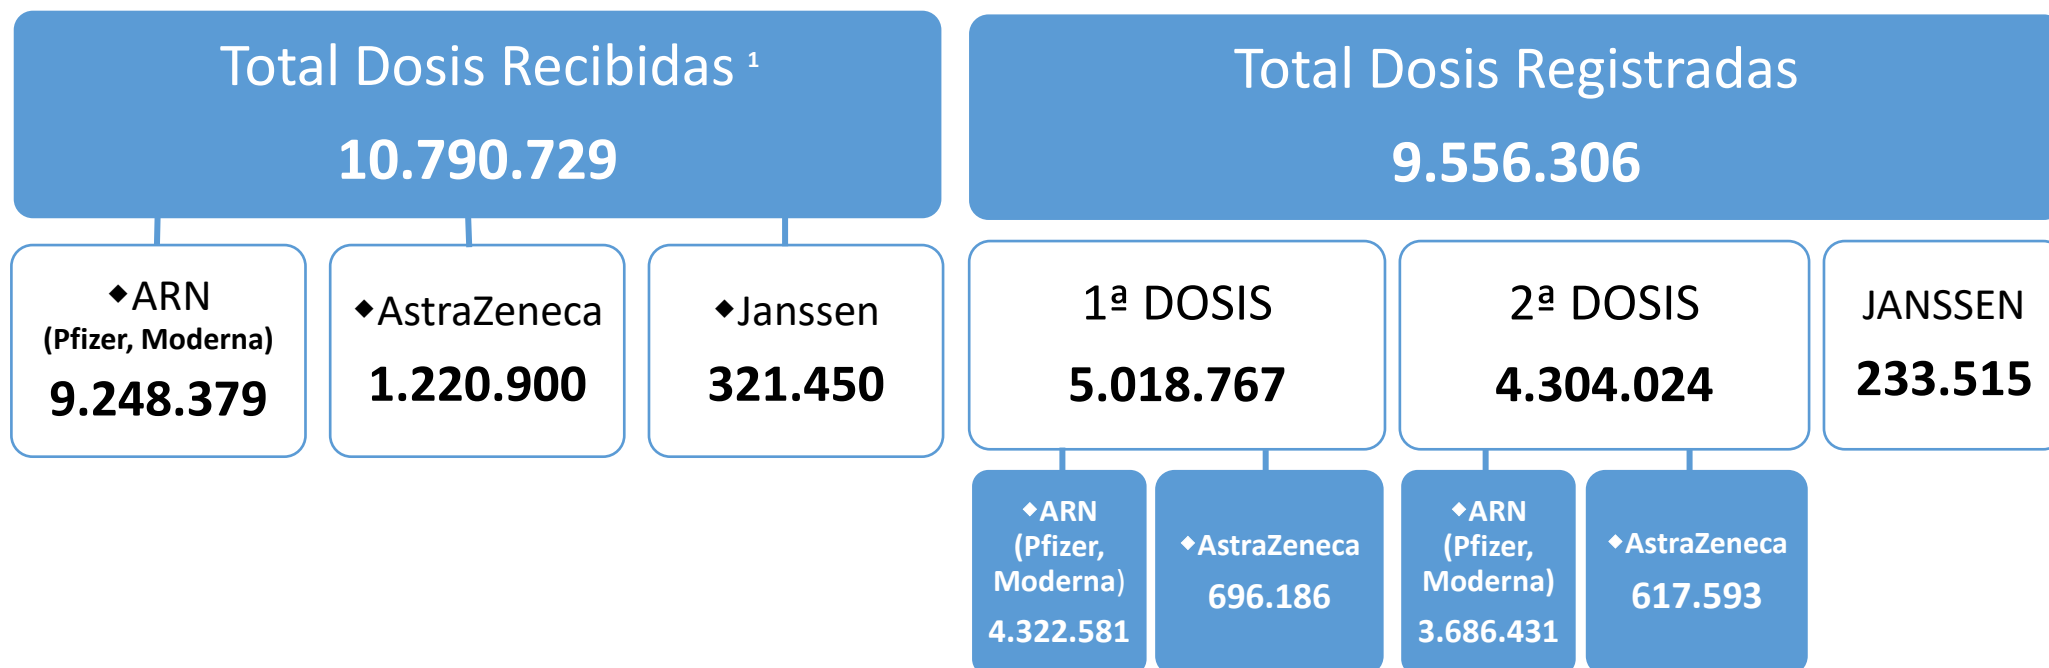 Total Dosis Recibidas ¹
10.790.729
◆ARN
(Pfizer, Moderna)
9.248.379
◆AstraZeneca
1.220.900
◆Janssen
321.450
Total Dosis Registradas
9.556.306
1ª DOSIS
5.018.767
◆ARN
(Pfizer,
Moderna)
4.322.581
◆AstraZeneca
696.186
2ª DOSIS
4.304.024
◆ARN
(Pfizer,
Moderna)
3.686.431
◆AstraZeneca
617.593
JANSSEN
233.515